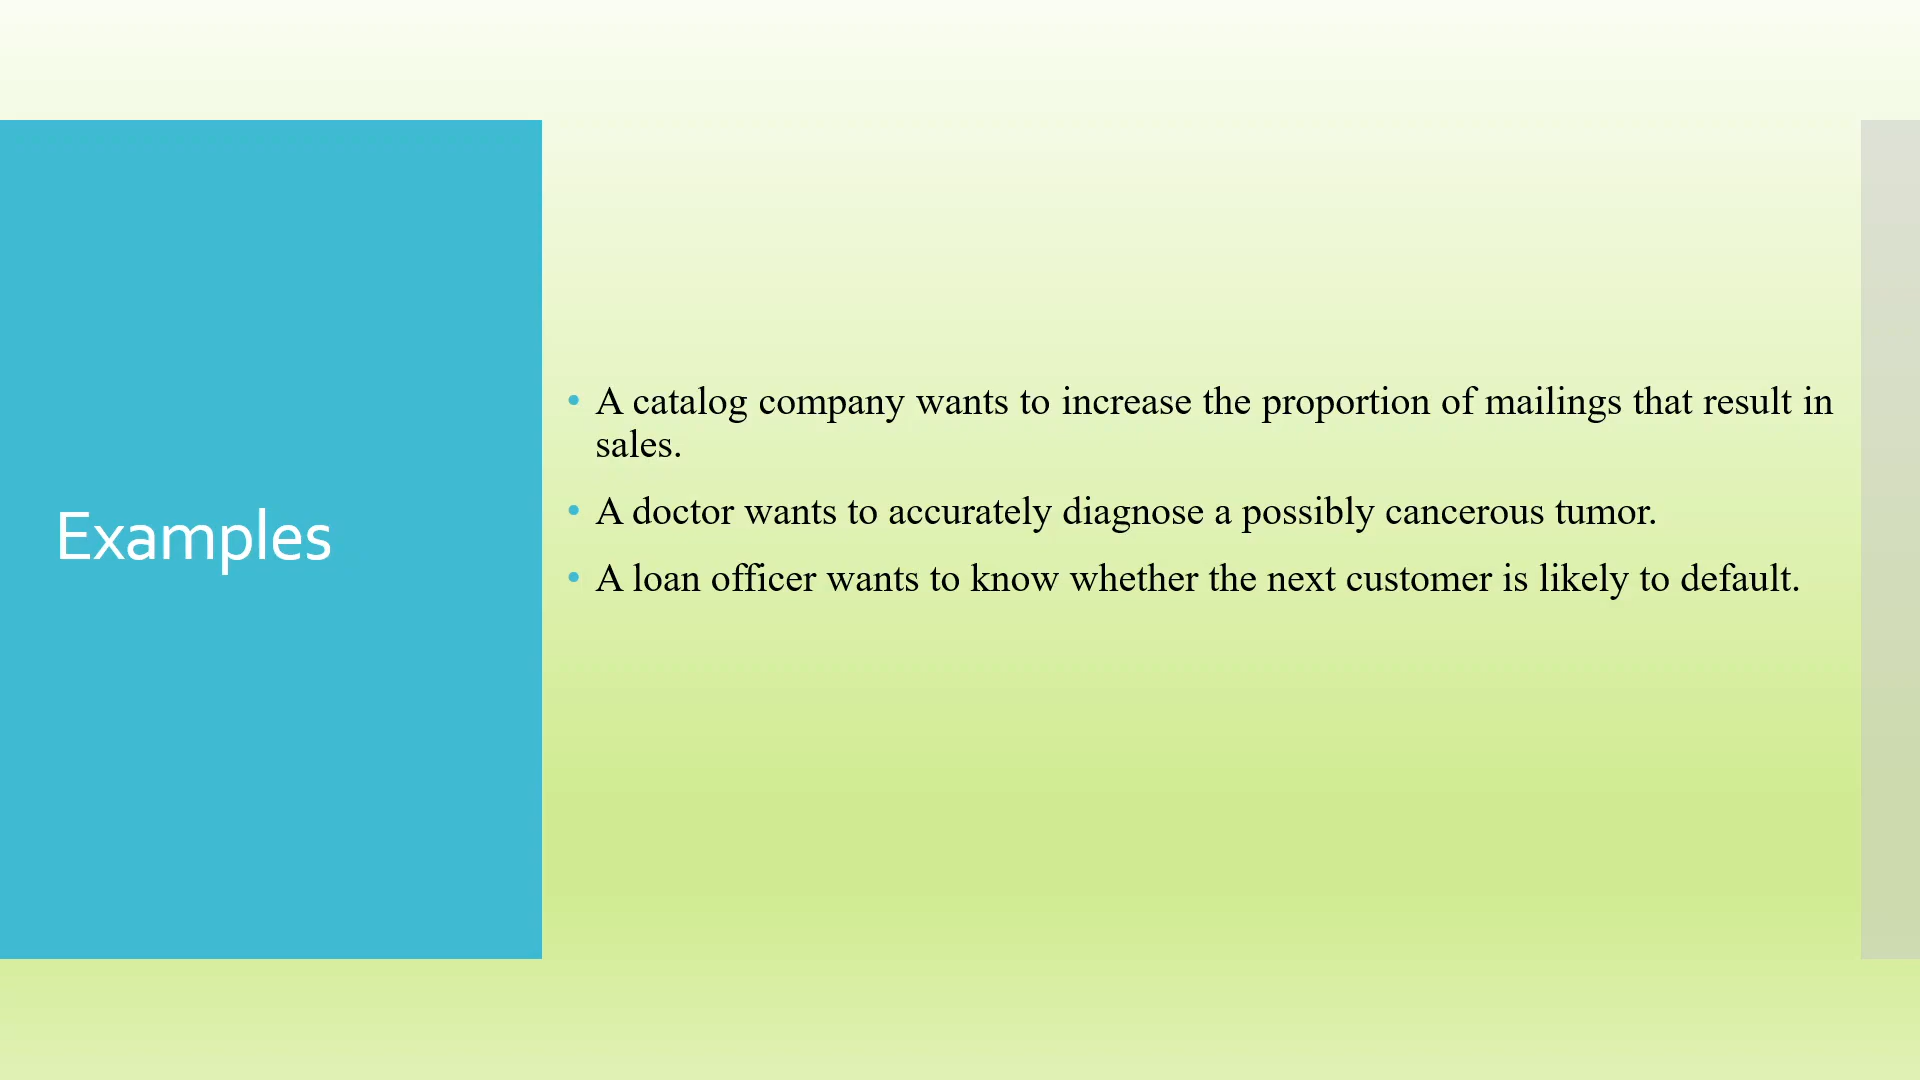 Examples
• A catalog company wants to increase the proportion of mailings that result in
sales.
• A doctor wants to accurately diagnose a possibly cancerous tumor.
• A loan officer wants to know whether the next customer is likely to default.